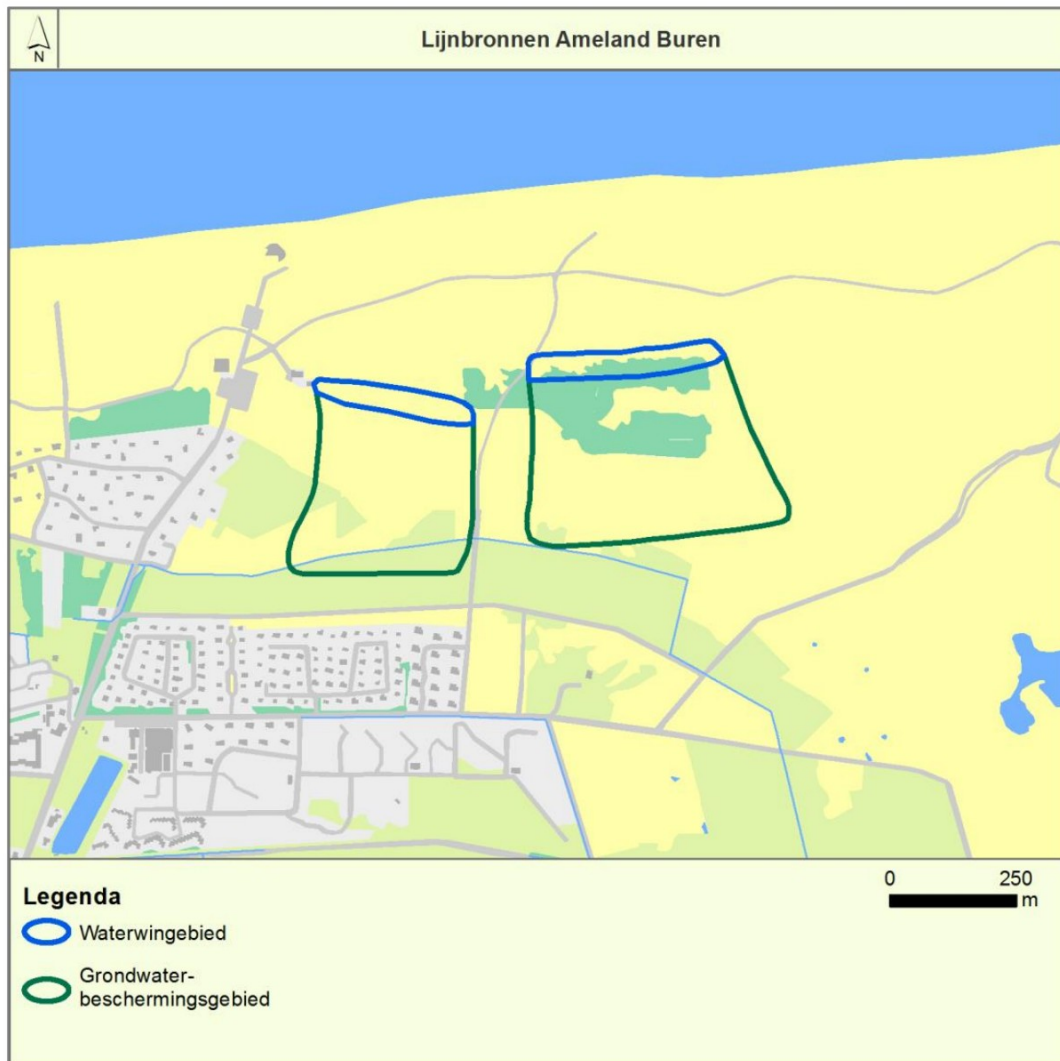 N
Lijnbronnen Ameland Buren
Legenda
Waterwingebied
Grondwater-
beschermingsgebied
0 250
m